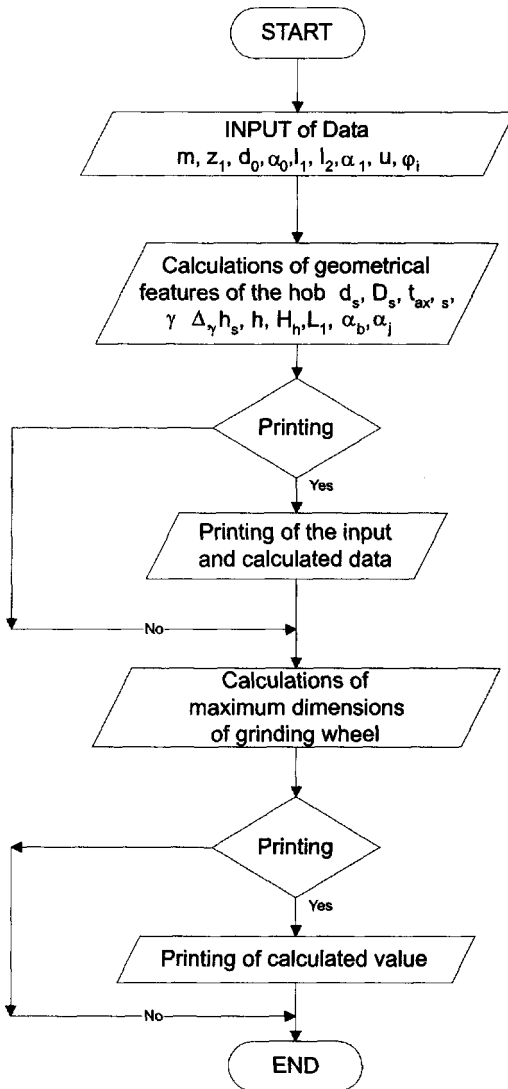 START
INPUT of Data
m, z₁, d₀, α₀, l₁, l₂, α₁, u, φᵢ
Calculations of geometrical
features of the hob dₛ, Dₛ, tₐₓ, ₛ,
γ Δ,ᵧ hₛ, h, Hₕ, L₁, α_b, αⱼ
Printing
Yes
Printing of the input
and calculated data
No
Calculations of
maximum dimensions
of grinding wheel
Printing
Yes
Printing of calculated value
No
END